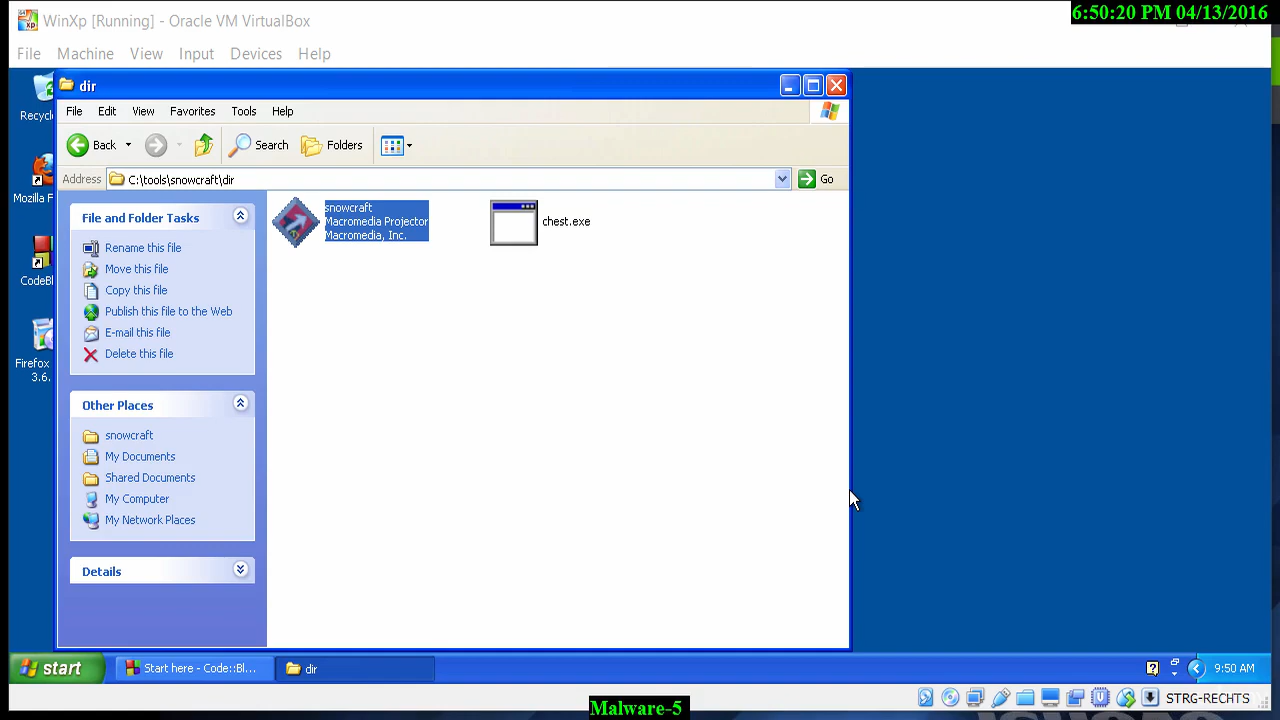 6:50:20 PM 04/13/2016
WinXp [Running] - Oracle VM VirtualBox
File Machine View Input Devices Help
dir
File Edit View Favorites Tools Help
Back Search Folders
Address C:\tools\snowcraft\dir Go
Recycl
Mozilla F
CodeBl
Firefox
3.6.
File and Folder Tasks
Rename this file
Move this file
Copy this file
Publish this file to the Web
E-mail this file
Delete this file
Other Places
snowcraft
My Documents
Shared Documents
My Computer
My Network Places
Details
snowcraft
Macromedia Projector
Macromedia, Inc.
chest.exe
start Start here - Code::Bl... dir 9:50 AM
STRG-RECHTS
Malware-5